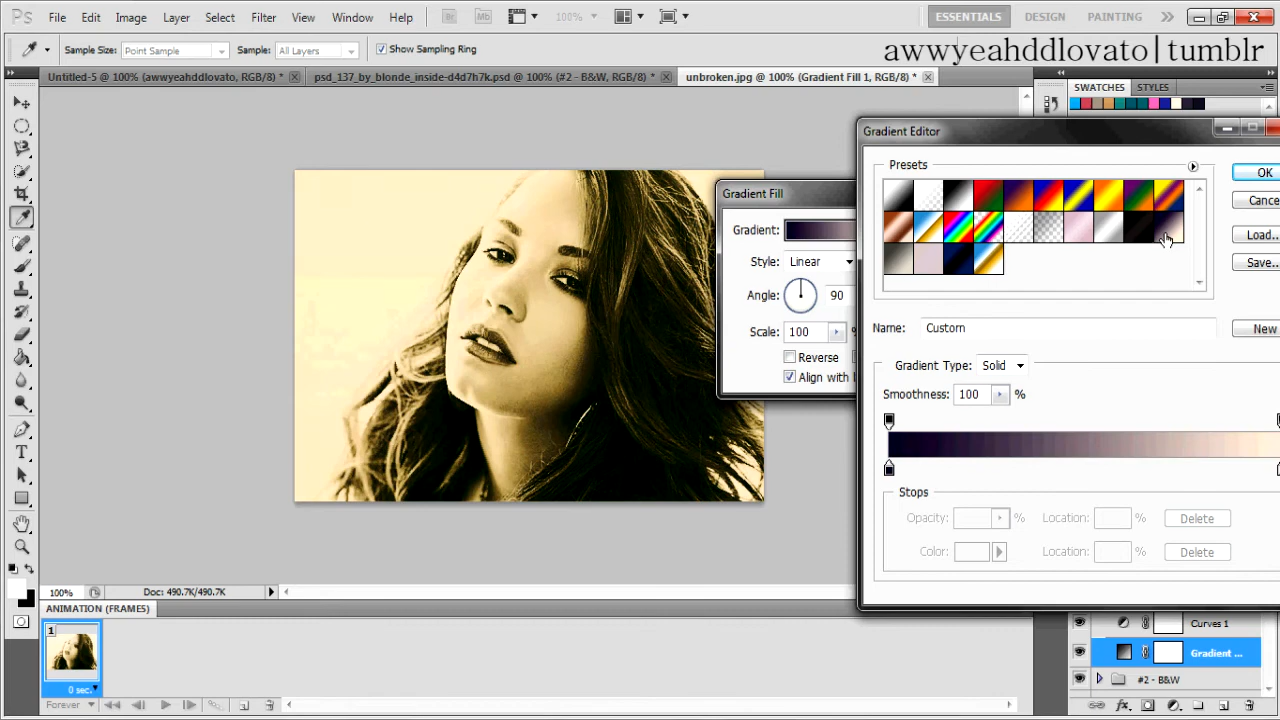 Ps File Edit Image Layer Select Filter View Window Help Br Mb 100% ESSENTIALS DESIGN PAINTING
Sample Size: Point Sample Sample: All Layers Show Sampling Ring
awwyeahddlovato|tumblr
Untitled-5 @ 100% (awwyeahddlovato, RGB/8) * psd_137_by_blonde_inside-d4d7h7k.psd @ 100% (#2 - B&W, RGB/8) * unbroken.jpg @ 100% (Gradient Fill 1, RGB/8) *
SWATCHES STYLES
Gradient Editor
Presets
OK
Cance
Load...
Save...
Gradient Fill
Gradient:
Style: Linear
Angle: 90
Scale: 100
Reverse
Align with l
Name: Custom
New
Gradient Type: Solid
Smoothness: 100 %
Stops
Opacity: % Location: % Delete
Color: Location: % Delete
100% Doc: 490.7K/490.7K
ANIMATION (FRAMES)
1
0 sec.
Forever
Curves 1
Gradient ...
#2 - B&W